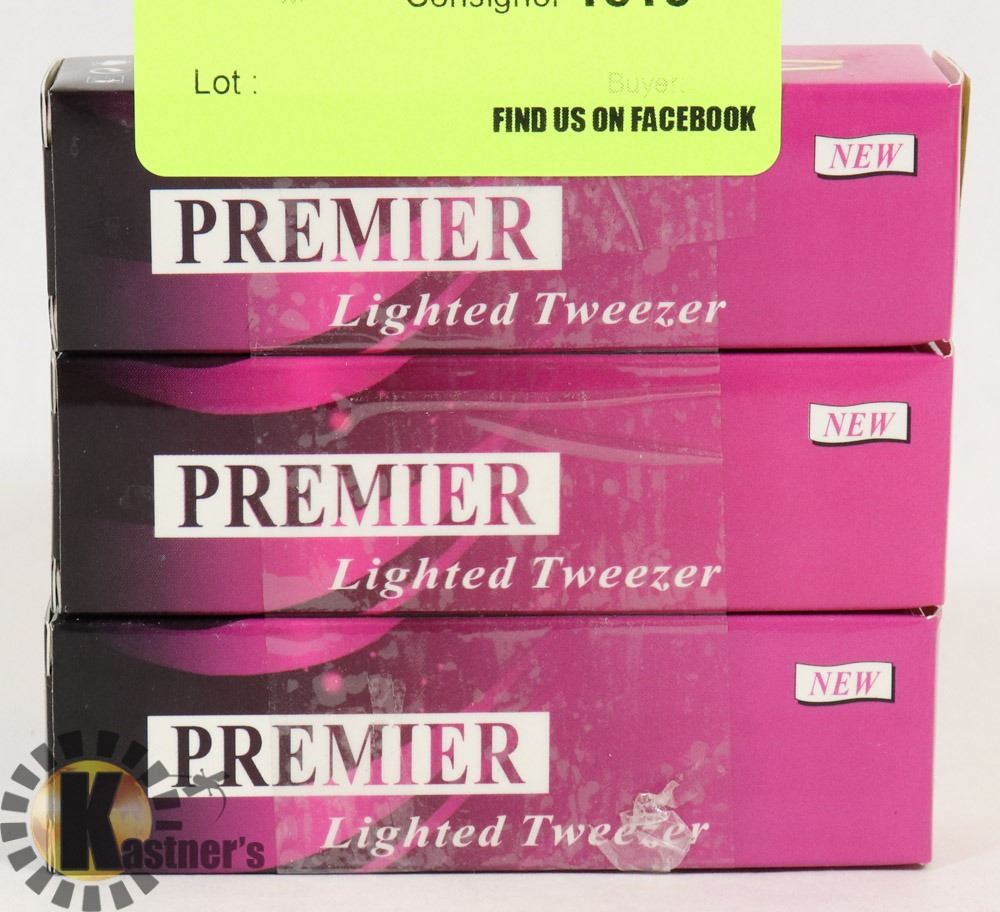 Consignor
Lot :
Buyer:
FIND US ON FACEBOOK
NEW
PREMIER
Lighted Tweezer
NEW
PREMIER
Lighted Tweezer
NEW
PREMIER
Lighted Tweezer
Kastner's